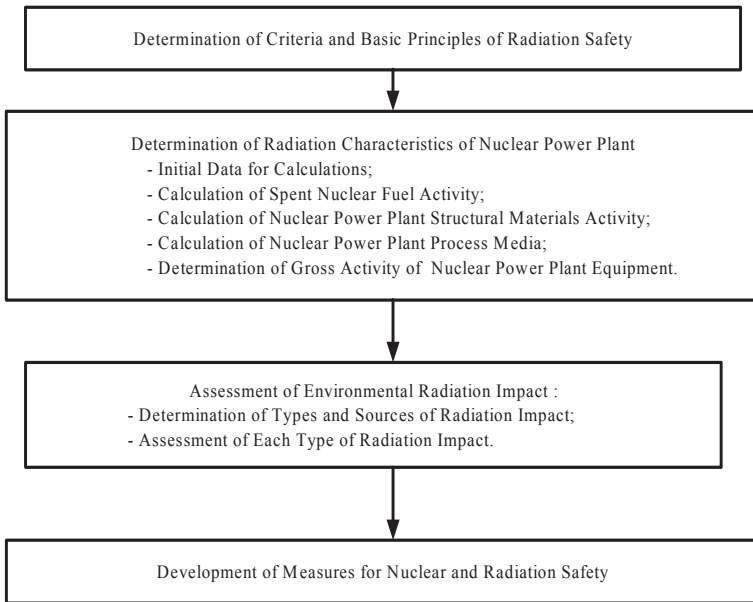 Determination of Criteria and Basic Principles of Radiation Safety
Determination of Radiation Characteristics of Nuclear Power Plant
- Initial Data for Calculations;
- Calculation of Spent Nuclear Fuel Activity;
- Calculation of Nuclear Power Plant Structural Materials Activity;
- Calculation of Nuclear Power Plant Process Media;
- Determination of Gross Activity of Nuclear Power Plant Equipment.
Assessment of Environmental Radiation Impact :
- Determination of Types and Sources of Radiation Impact;
- Assessment of Each Type of Radiation Impact.
Development of Measures for Nuclear and Radiation Safety